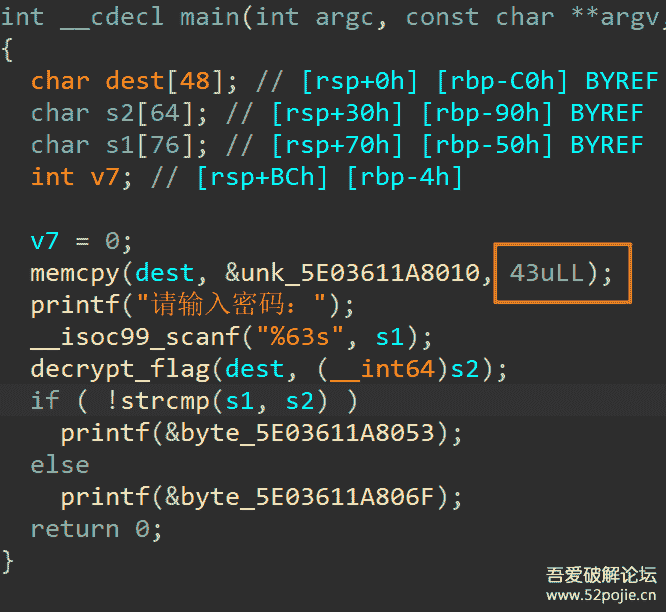 int __cdecl main(int argc, const char **argv,
{
  char dest[48]; // [rsp+0h] [rbp-C0h] BYREF
  char s2[64]; // [rsp+30h] [rbp-90h] BYREF
  char s1[76]; // [rsp+70h] [rbp-50h] BYREF
  int v7; // [rsp+BCh] [rbp-4h]

  v7 = 0;
  memcpy(dest, &unk_5E03611A8010, 43uLL);
  printf("请输入密码: ");
  __isoc99_scanf("%63s", s1);
  decrypt_flag(dest, (__int64)s2);
  if ( !strcmp(s1, s2) )
    printf(&byte_5E03611A8053);
  else
    printf(&byte_5E03611A806F);
  return 0;
}
吾爱破解论坛
www.52pojie.cn